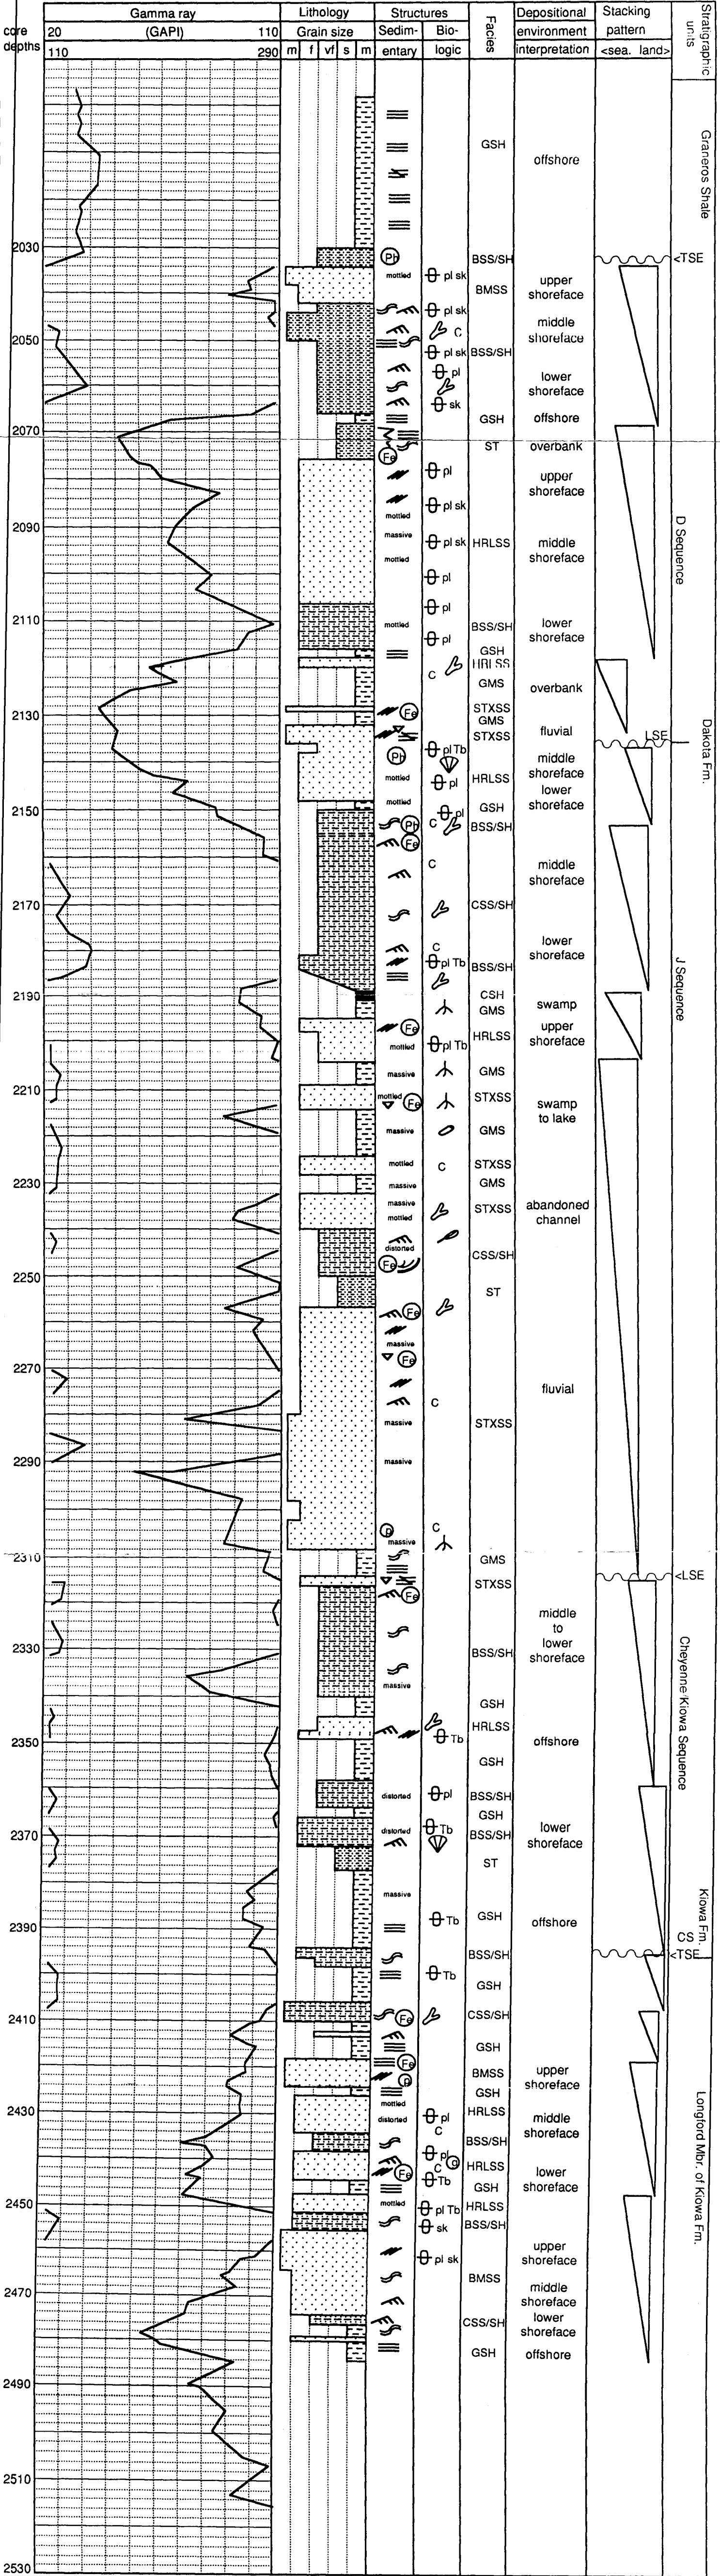 Gamma ray Lithology Structures Facies Depositional Stacking Stratigraphic
core 20 (GAPI) 110 Grain size Sedim- Bio- environment pattern units
depths 110 290 m f vf s m entary logic interpretation <sea. land>
GSH offshore Graneros Shale
2030
Ph BSS/SH <TSE
mottled pl sk BMSS upper
shoreface
pl sk middle
C shoreface
2050 pl sk BSS/SH
pl lower
sk shoreface
GSH offshore
2070 ST overbank
Fe
pl upper
shoreface
pl sk
mottled
2090 D Sequence
massive pl sk HRLSS middle
mottled shoreface
pl
pl
2110 mottled BSS/SH lower
pl shoreface
GSH
HRLSS
C GMS overbank
Fe STXSS Dakota Fm.
2130 GMS
STXSS fluvial LSE
Ph pl Tb middle
shoreface
mottled pl HRLSS lower
mottled pl GSH shoreface
2150 Ph C BSS/SH
Fe
C middle
shoreface
2170 CSS/SH
C lower
pl Tb BSS/SH shoreface J Sequence
2190 CSH
GMS swamp
Fe HRLSS upper
mottled pl Tb shoreface
massive GMS
2210 mottled STXSS swamp
Fe to lake
massive GMS
mottled C STXSS
2230 massive GMS
massive STXSS abandoned
mottled channel
distorted CSS/SH
2250 Fe
ST
Fe
massive
Fe
2270 fluvial
C
massive STXSS
2290 massive
C
massive
2310 GMS
STXSS <LSE
Fe
middle
to
2330 lower
BSS/SH shoreface
massive
GSH Cheyenne/Kiowa Sequence
HRLSS
2350 Tb offshore
GSH
distorted pl BSS/SH
GSH
2370 distorted Tb BSS/SH lower
shoreface
ST
massive
2390 Tb GSH offshore Kiowa Fm.
CS
BSS/SH <TSE
Tb GSH
2410 Fe CSS/SH
GSH
Fe BMSS upper
GSH shoreface
2430 mottled HRLSS
distorted pl middle
C BSS/SH shoreface
pl
C HRLSS lower
Fe Tb GSH shoreface
2450 mottled pl Tb HRLSS Longford Mbr. of Kiowa Fm.
sk BSS/SH
pl sk upper
BMSS shoreface
2470 middle
shoreface
CSS/SH lower
shoreface
GSH offshore
2490
2510
2530